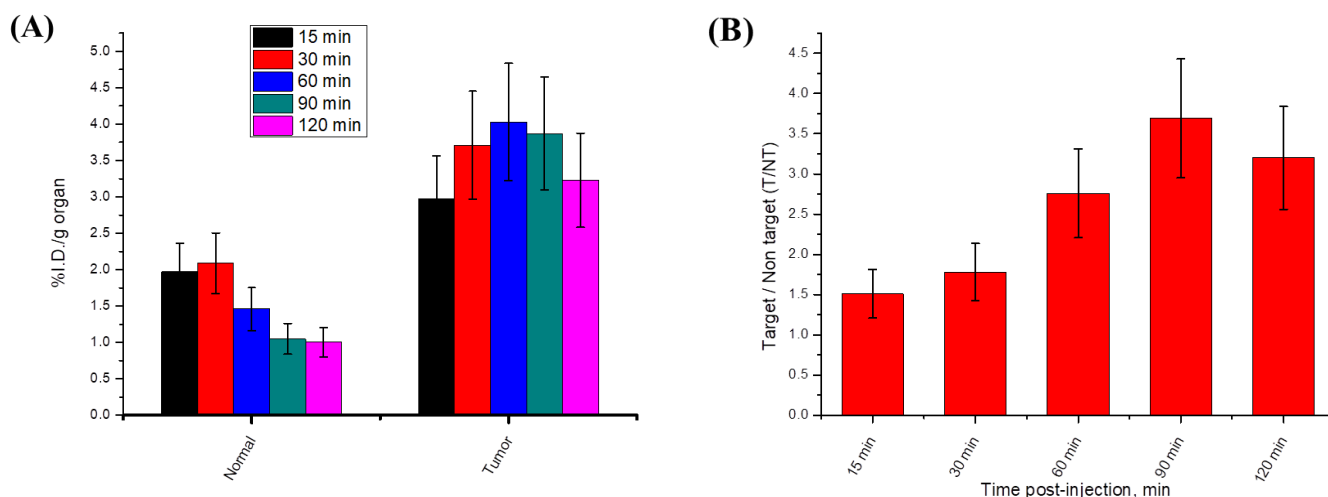 (A)
15 min
30 min
60 min
90 min
120 min
%I.D./g organ
5.0
4.5
4.0
3.5
3.0
2.5
2.0
1.5
1.0
0.5
0.0
Normal
Tumor
(B)
Target / Non target (T/NT)
4.5
4.0
3.5
3.0
2.5
2.0
1.5
1.0
0.5
0.0
15 min
30 min
60 min
90 min
120 min
Time post-injection, min